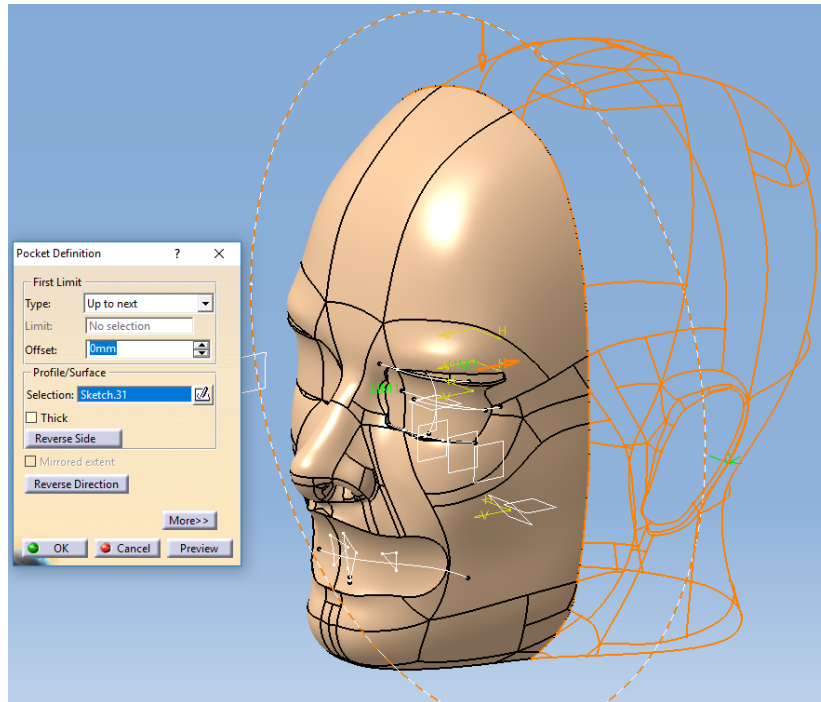 Pocket Definition ? ×
First Limit
Type: Up to next
Limit: No selection
Offset: 0mm
Profile/Surface
Selection: Sketch.31
Thick
Reverse Side
Mirrored extent
Reverse Direction
More>>
OK Cancel Preview
H
H
V